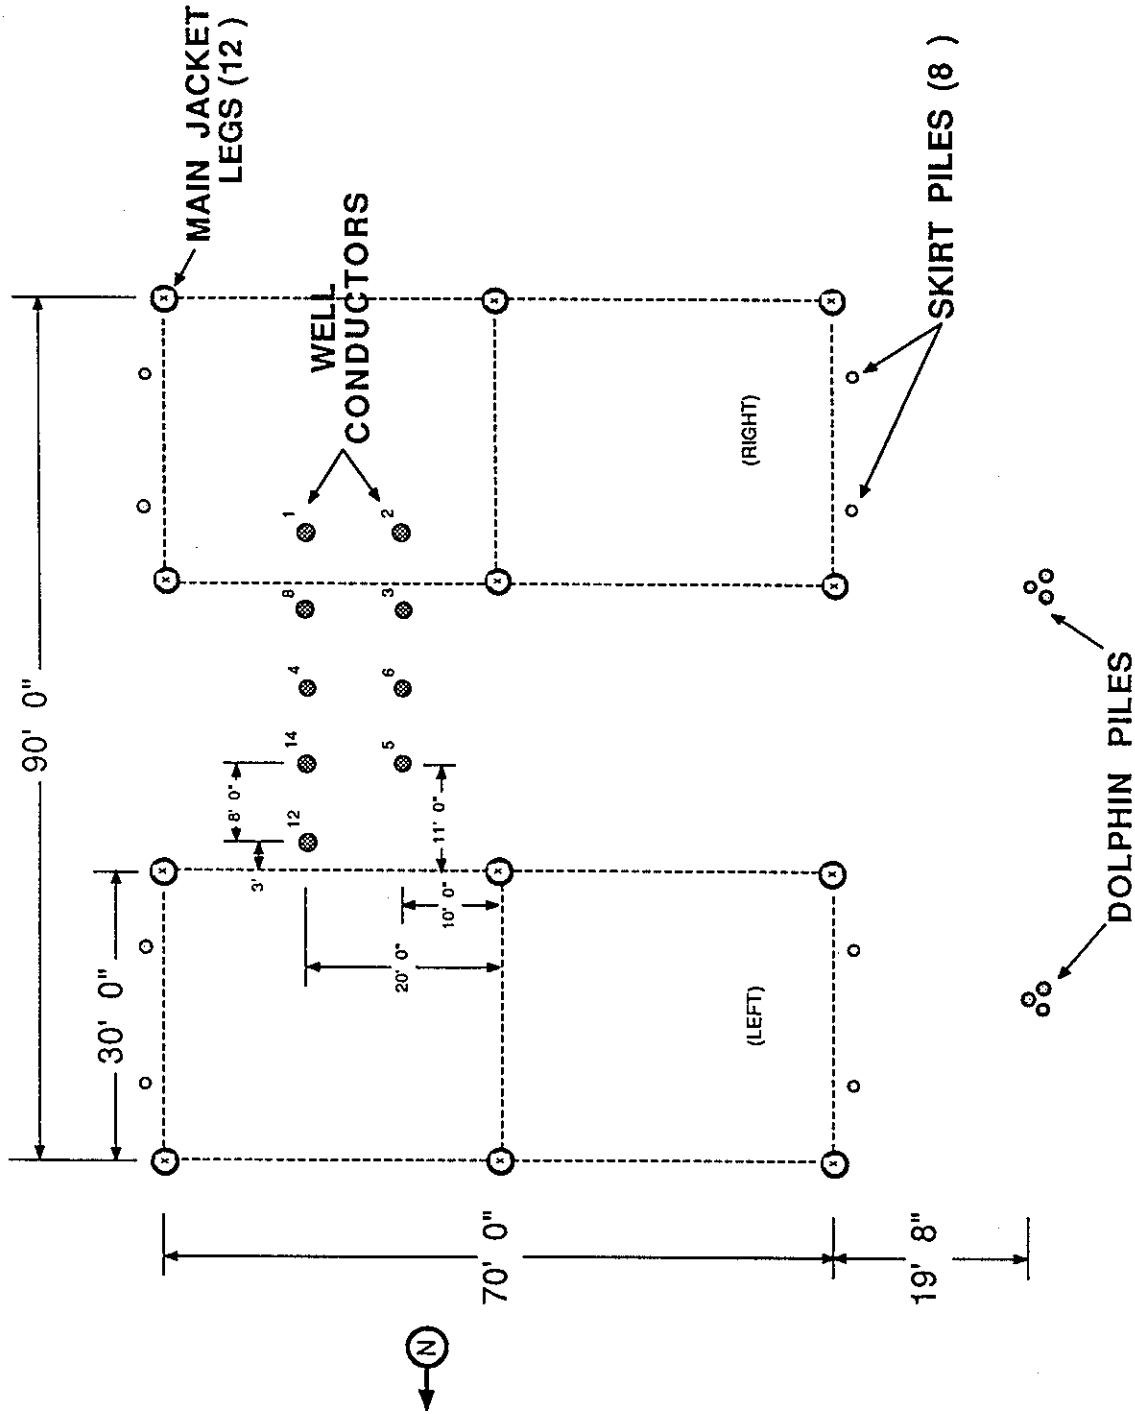 MAIN JACKET
LEGS (12 )
90' 0"
WELL
CONDUCTORS
30' 0"
1
2
8
3
4
6
14
5
12
8' 0"
3'
11' 0"
10' 0"
20' 0"
(RIGHT)
(LEFT)
SKIRT PILES (8 )
70' 0"
19' 8"
DOLPHIN PILES
N
x
x
x
x
x
x
x
x
x
x
x
x